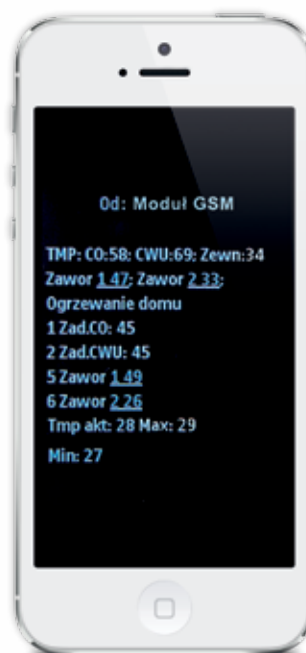 Od: Moduł GSM
TMP: CO:58; CWU:69; Zewn:34
Zawor 1.47; Zawor 2.33;
Ogrzewanie domu
1 Zad.CO: 45
2 Zad.CWU: 45
5 Zawor 1.49
6 Zawor 2.26
Tmp akt: 28 Max: 29
Min: 27